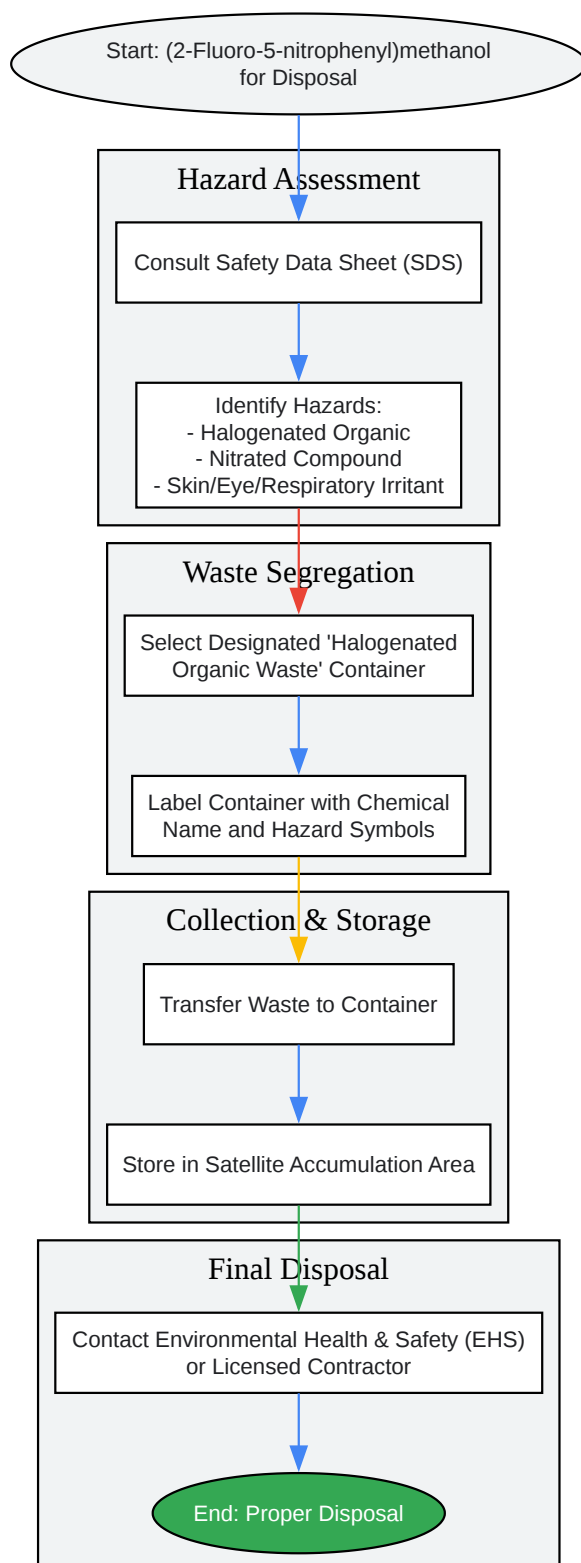 Start: (2-Fluoro-5-nitrophenyl)methanol
for Disposal
Hazard Assessment
Consult Safety Data Sheet (SDS)
Identify Hazards:
- Halogenated Organic
- Nitrated Compound
- Skin/Eye/Respiratory Irritant
Waste Segregation
Select Designated 'Halogenated
Organic Waste' Container
Label Container with Chemical
Name and Hazard Symbols
Collection & Storage
Transfer Waste to Container
Store in Satellite Accumulation Area
Final Disposal
Contact Environmental Health & Safety (EHS)
or Licensed Contractor
End: Proper Disposal